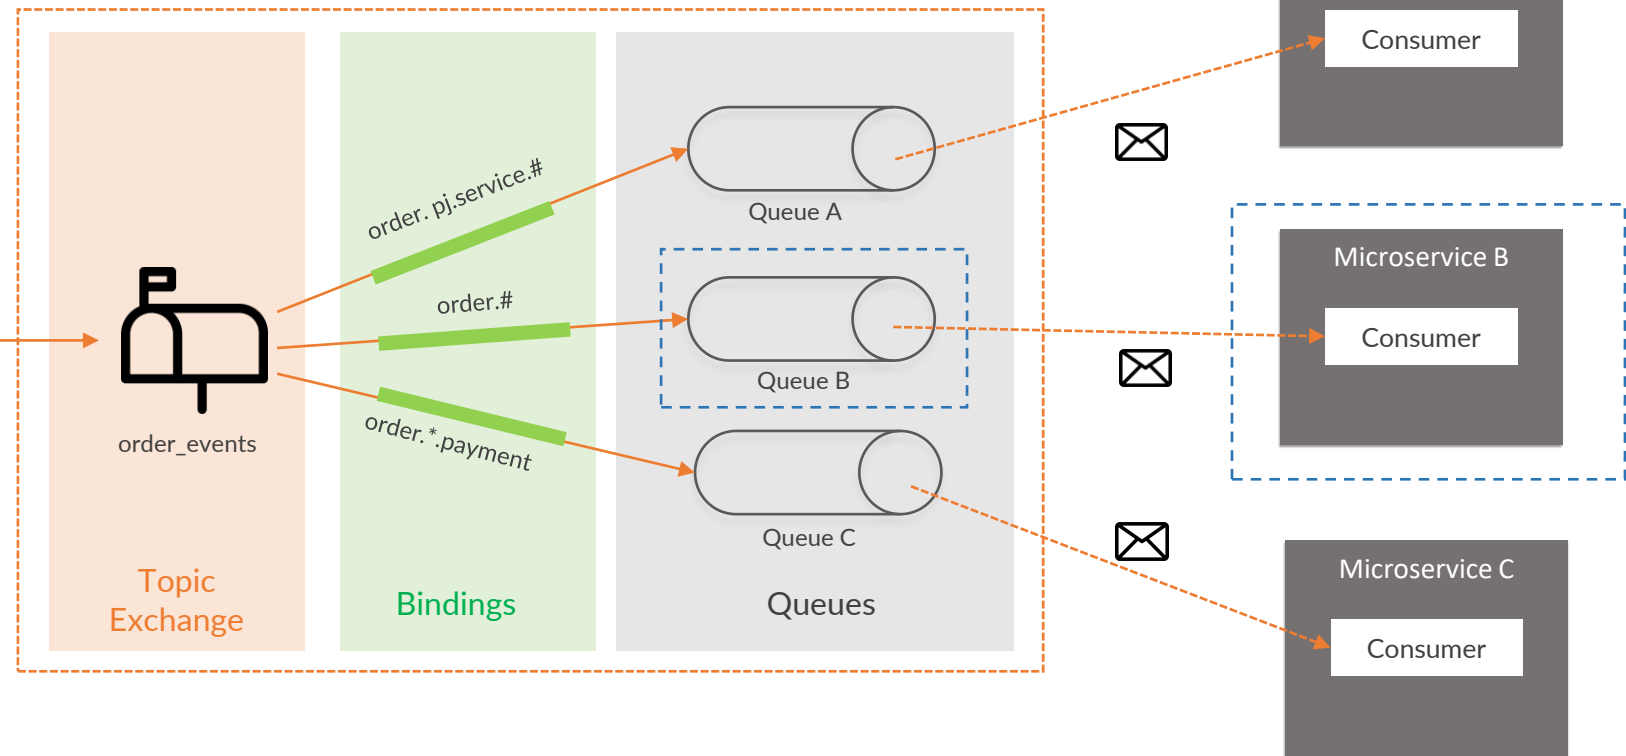 Consumer
order. pj.service.#
Queue A
order.#
Queue B
Microservice B
Consumer
order.*.payment
order_events
Queue C
Microservice C
Consumer
Topic
Exchange
Bindings
Queues